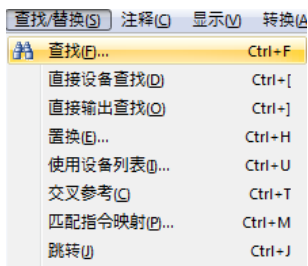 查找/替换(S) 注释(C) 显示(V) 转换(A
查找(F)... Ctrl+F
直接设备查找(D) Ctrl+[
直接输出查找(O) Ctrl+]
置换(E)... Ctrl+H
使用设备列表(I)... Ctrl+U
交叉参考(C) Ctrl+T
匹配指令映射(P)... Ctrl+M
跳转(J) Ctrl+J